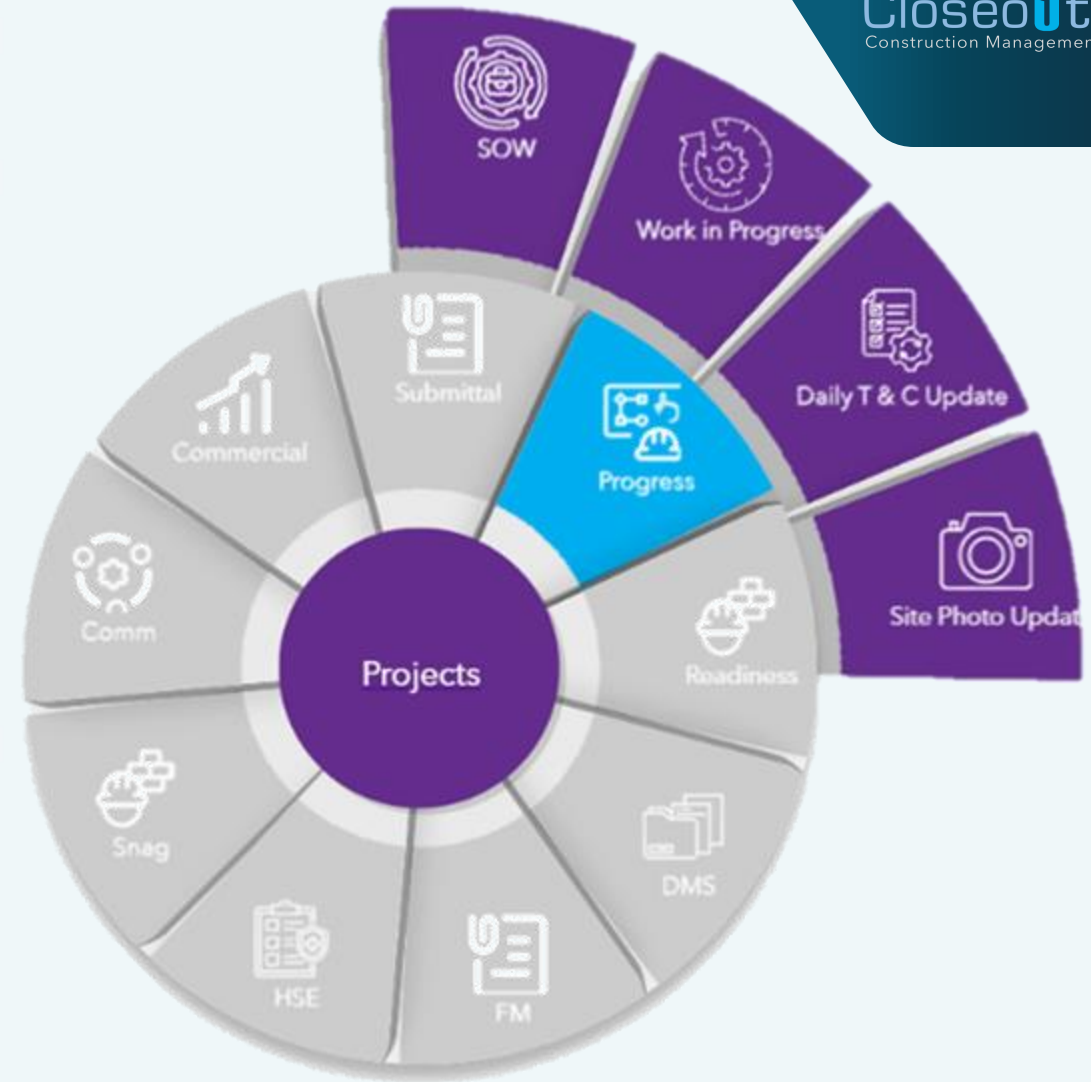 Closeout
Construction Managemen
SOW
Work in Progress
Daily T & C Update
Site Photo Updat
Submittal
Commercial
Progress
Comm
Readiness
Projects
Snag
DMS
HSE
FM